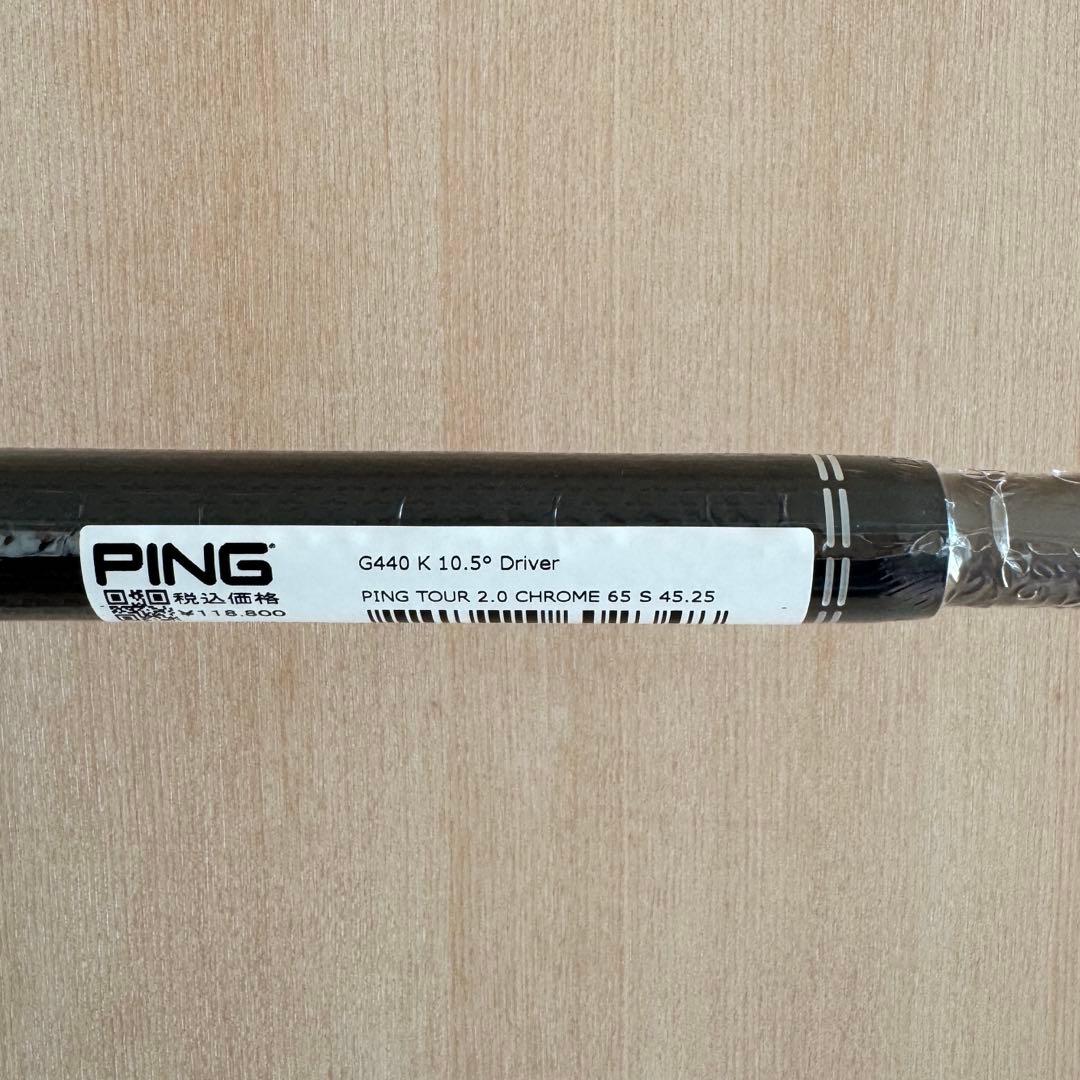 PING
G440 K 10.5° Driver
税込価格
PING TOUR 2.0 CHROME 65 S 45.25
¥118,800